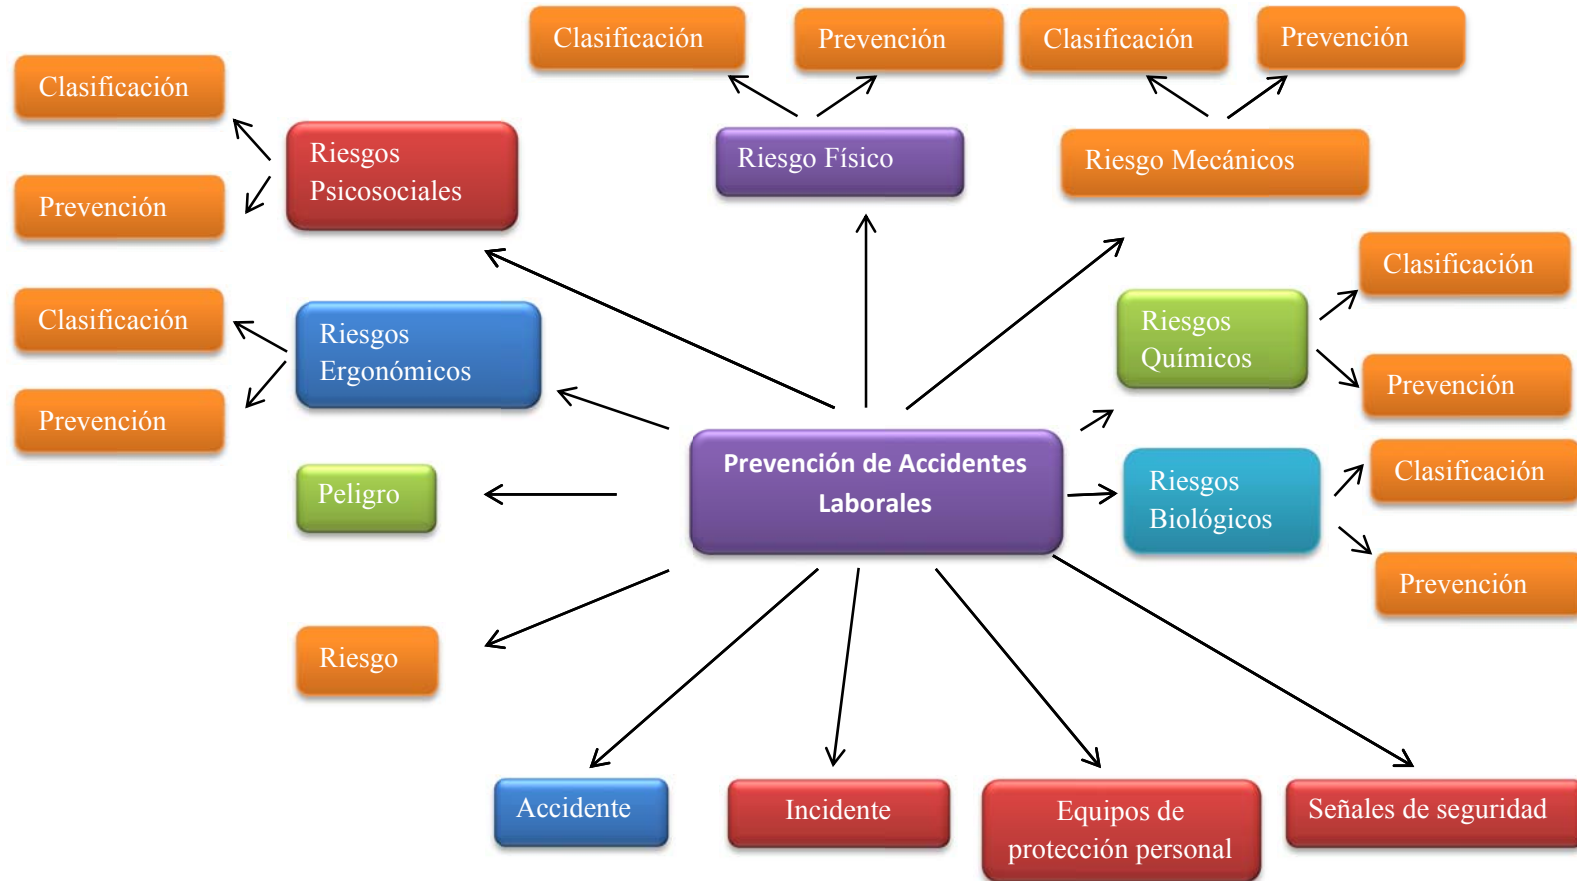 Clasificación
Prevención
Clasificación
Prevención
Clasificación
Prevención
Riesgos
Psicosociales
Riesgo Físico
Riesgo Mecánicos
Clasificación
Prevención
Riesgos
Ergonómicos
Clasificación
Prevención
Riesgos
Químicos
Clasificación
Prevención
Prevención de Accidentes
Laborales
Riesgos
Biológicos
Clasificación
Prevención
Peligro
Riesgo
Accidente
Incidente
Equipos de
protección personal
Señales de seguridad